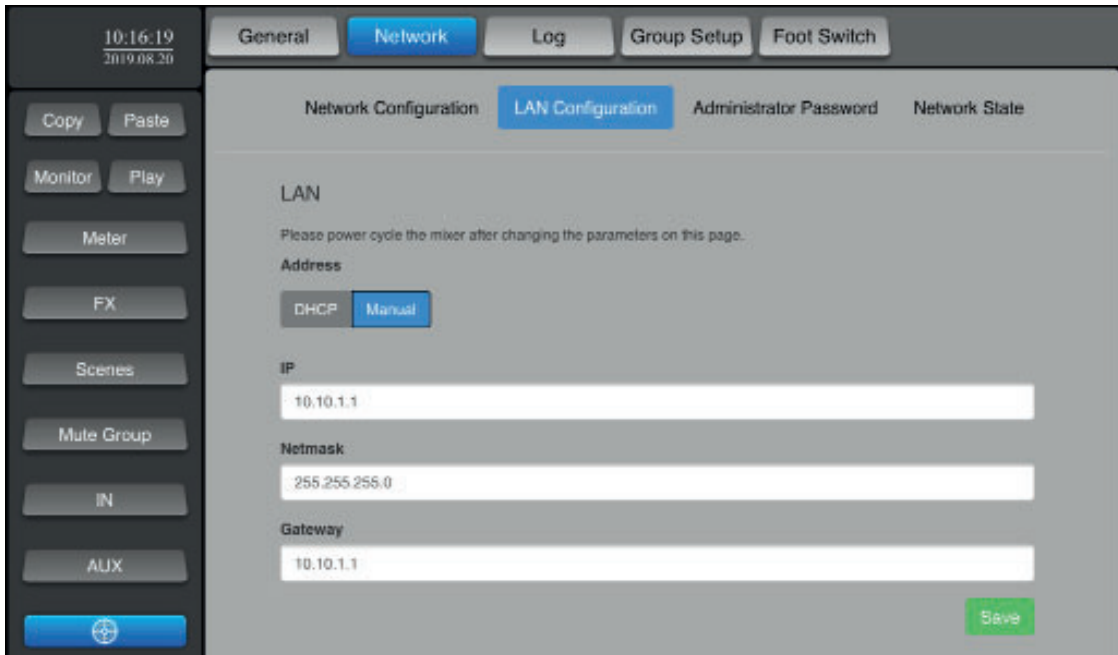 10:16:19
2019.08.20
General Network Log Group Setup Foot Switch
Network Configuration LAN Configuration Administrator Password Network State
Copy Paste
Monitor Play
Meter
FX
Scenes
Mute Group
IN
AUX
LAN
Please power cycle the mixer after changing the parameters on this page.
Address
DHCP Manual
IP
10.10.1.1
Netmask
255.255.255.0
Gateway
10.10.1.1
Save